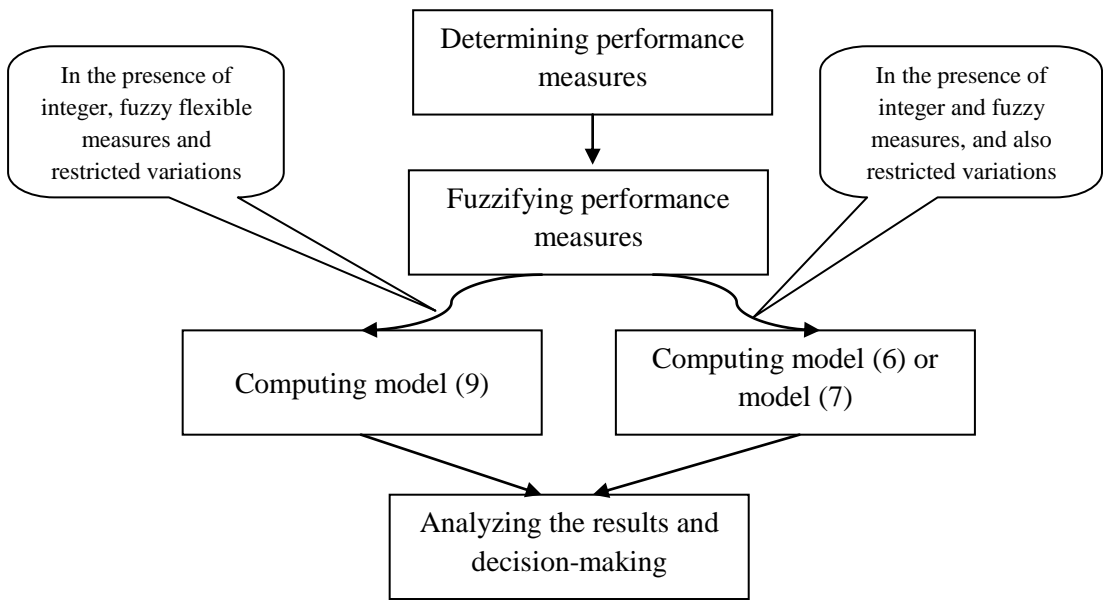 Determining performance
measures
In the presence of
integer, fuzzy flexible
measures and
restricted variations
In the presence of
integer and fuzzy
measures, and also
restricted variations
Fuzzifying performance
measures
Computing model (9)
Computing model (6) or
model (7)
Analyzing the results and
decision-making